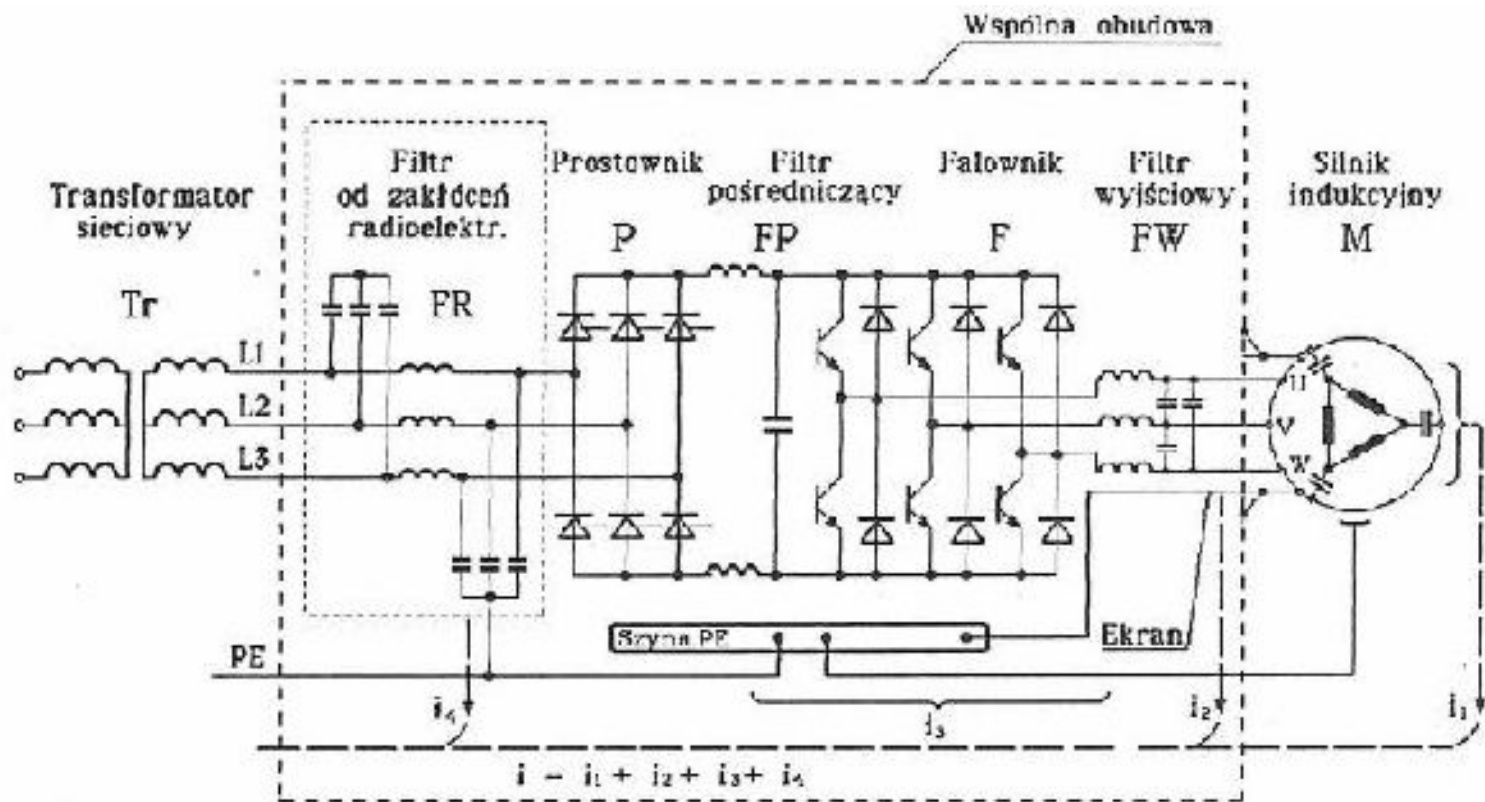 Wspólna obudowa
Transformator
sieciowy
Tr
Filtr
od zakłóceń
radioelektr.
FR
Prostownik
P
Filtr
pośredniczący
FP
Falownik
F
Filtr
wyjściowy
FW
Silnik
indukcyjny
M
L1
L2
L3
U
V
W
Szyna PE
Ekran
PE
i₄
i₃
i₂
i₁
i = i₁ + i₂ + i₃ + i₄